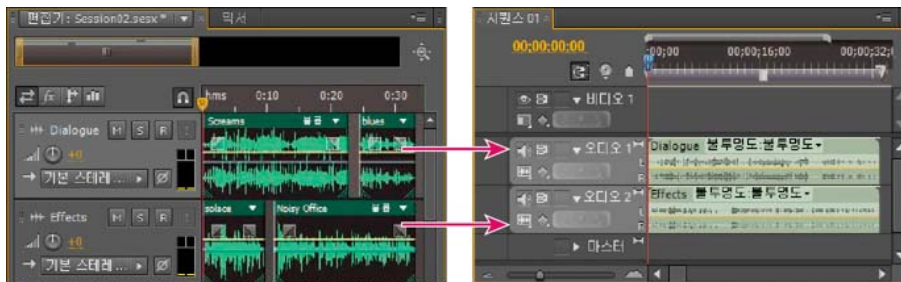 편집기 : Session02.sesx *
믹서
hms 0:10 0:20 0:30
Dialogue M S R I
+0
기본 스테레...
Screams 볼륨
blues
Effects M S R I
+0
기본 스테레...
solace
Noisy Office 볼륨
시퀀스 01
00;00;00;00
;00;00 00;00;16;00 00;00;32;
비디오 1
오디오 1
Dialogue 불투명도:불투명도
L
R
오디오 2
Effects 불투명도:불투명도
L
R
마스터